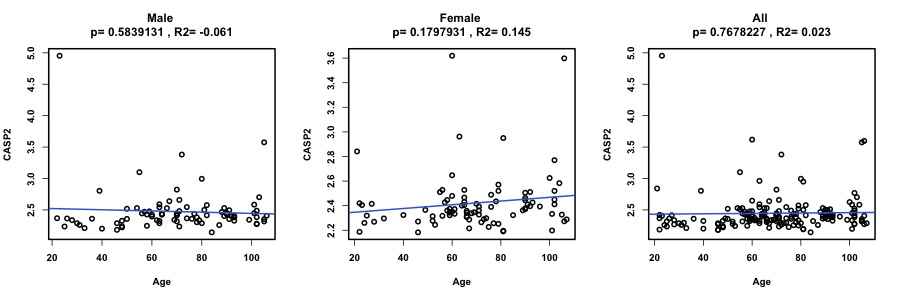 Male
p= 0.5839131 , R2= -0.061
CASP2
5.0
4.5
4.0
3.5
3.0
2.5
20 40 60 80 100
Age
Female
p= 0.1797931 , R2= 0.145
CASP2
3.6
3.4
3.2
3.0
2.8
2.6
2.4
2.2
20 40 60 80 100
Age
All
p= 0.7678227 , R2= 0.023
CASP2
5.0
4.5
4.0
3.5
3.0
2.5
20 40 60 80 100
Age